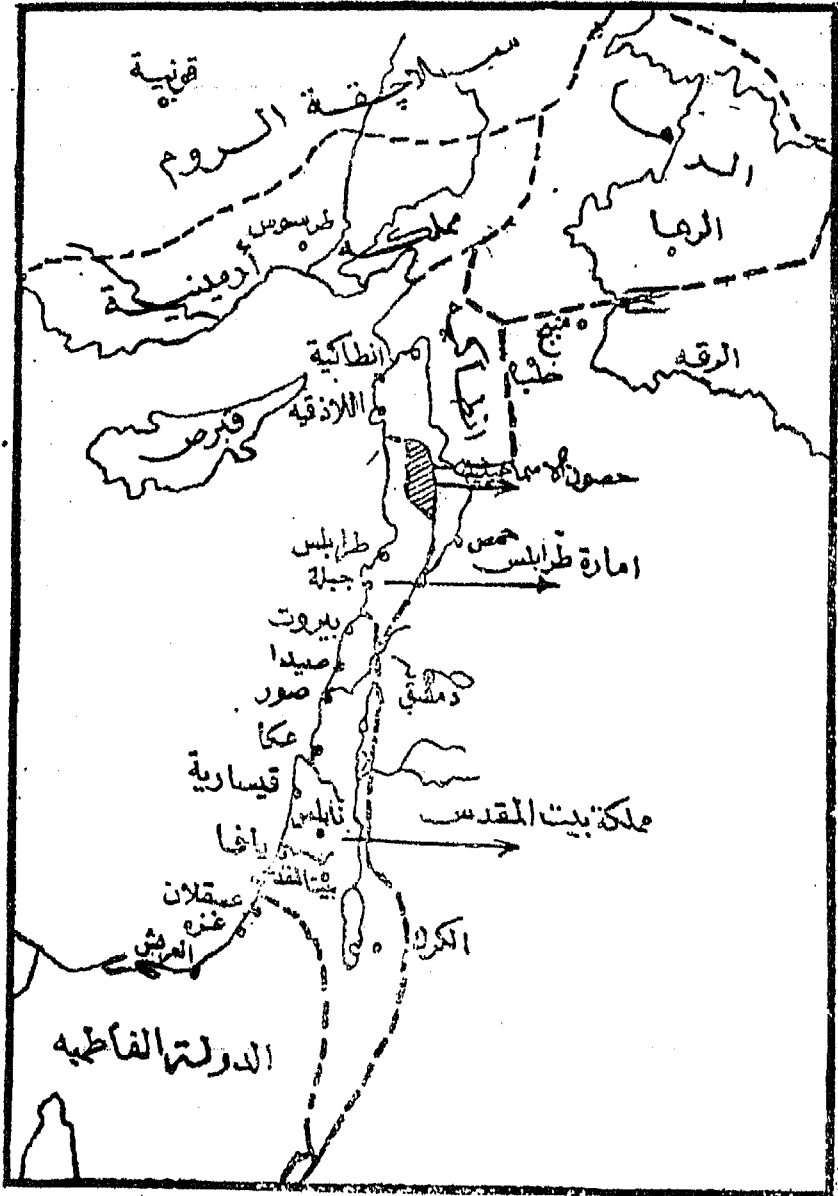 قونية
سلاجقة الروم
الرها
طرسوس
مملكة
أرمينية
منبج
الرقه
انطاكية
انطاكية
حلب
اللاذقيه
قبرص
حصون الاسماعيلية
طرابلس
حمص
امارة طرابلس
جبلة
بيروت
صيدا
دمشق
صور
عكا
قيسارية
نابلس
مملكة بيت المقدس
يافا
بيت المقدس
عسقلان
غزه
الكرك
العريش
الدولة الفاطميه